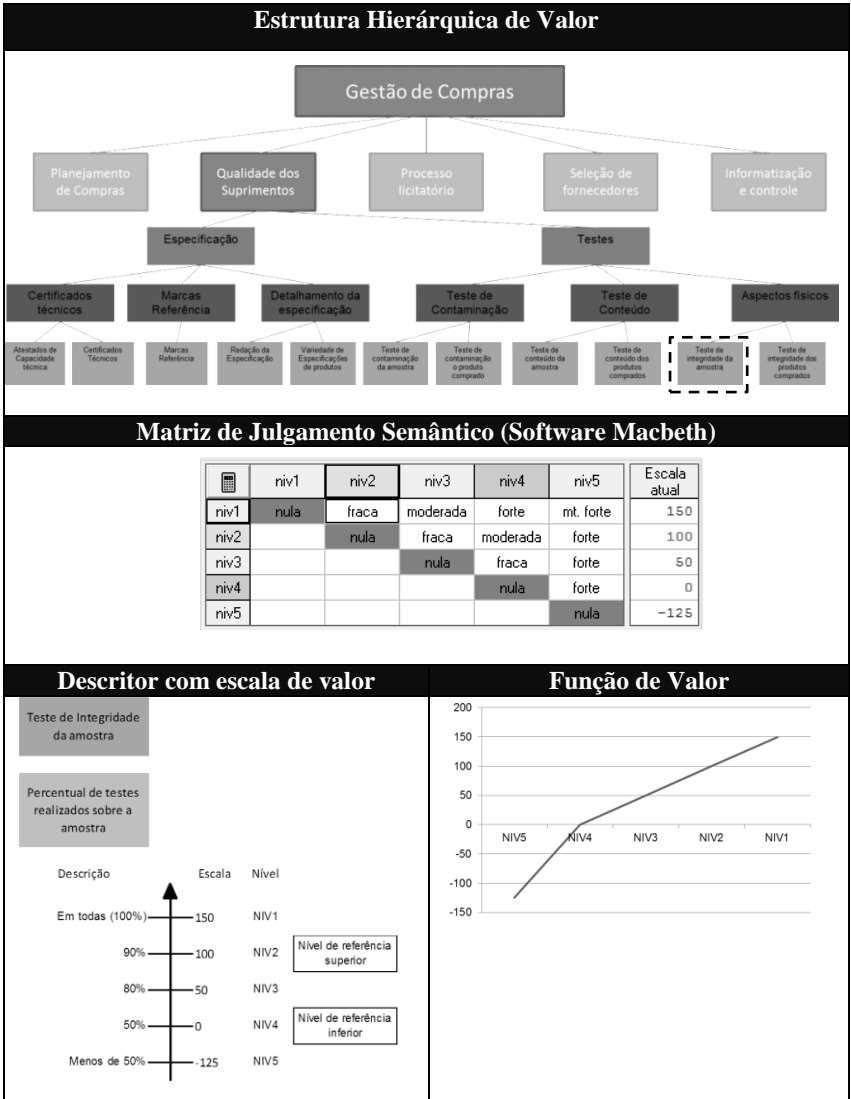 Estrutura Hierárquica de Valor
Gestão de Compras
Planejamento
de Compras
Qualidade dos
Suprimentos
Processo
licitatório
Seleção de
fornecedores
Informatização
e controle
Especificação
Testes
Certificados
técnicos
Marcas
Referência
Detalhamento da
especificação
Teste de
Contaminação
Teste de
Conteúdo
Aspectos físicos
Atestados de
Capacidade
técnica
Certificados
Técnicos
Marcas
Referência
Redação da
Especificação
Variedade de
Especificações
de produtos
Teste de
contaminação
da amostra
Teste de
contaminação
o produto
comprado
Teste de
conteúdo da
amostra
Teste de
conteúdo dos
produtos
comprados
Teste de
integridade da
amostra
Teste de
integridade dos
produtos
comprados
Matriz de Julgamento Semântico (Software Macbeth)
niv1 niv2 niv3 niv4 niv5 Escala
atual
niv1 nula fraca moderada forte mt. forte 150
niv2 nula fraca moderada forte 100
niv3 nula fraca forte 50
niv4 nula forte 0
niv5 nula -125
Descritor com escala de valor
Teste de Integridade
da amostra
Percentual de testes
realizados sobre a
amostra
Descrição Escala Nível
Em todas (100%) 150 NIV1
90% 100 NIV2 Nível de referência
superior
80% 50 NIV3
50% 0 NIV4 Nível de referência
inferior
Menos de 50% -125 NIV5
Função de Valor
200
150
100
50
0
-50
-100
-150
NIV5 NIV4 NIV3 NIV2 NIV1